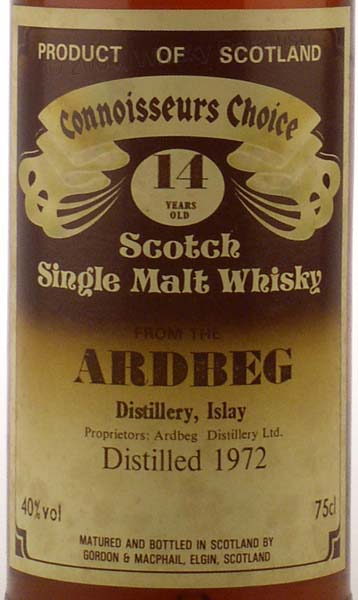 PRODUCT OF SCOTLAND
Connoisseurs Choice
14
YEARS
OLD
Scotch
Single Malt Whisky
FROM THE
ARDBEG
Distillery, Islay
Proprietors: Ardbeg Distillery Ltd.
Distilled 1972
40%vol 75cl
MATURED AND BOTTLED IN SCOTLAND BY
GORDON & MACPHAIL, ELGIN, SCOTLAND